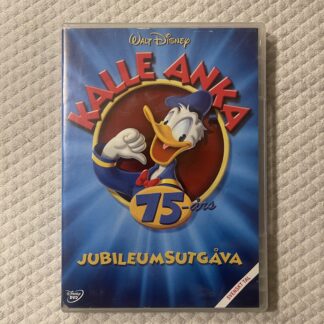 WALT DISNEY
KALLE ANKA
75-års
JUBILEUMSUTGÅVA
SVENSKT TAL
DISNEY
DVD